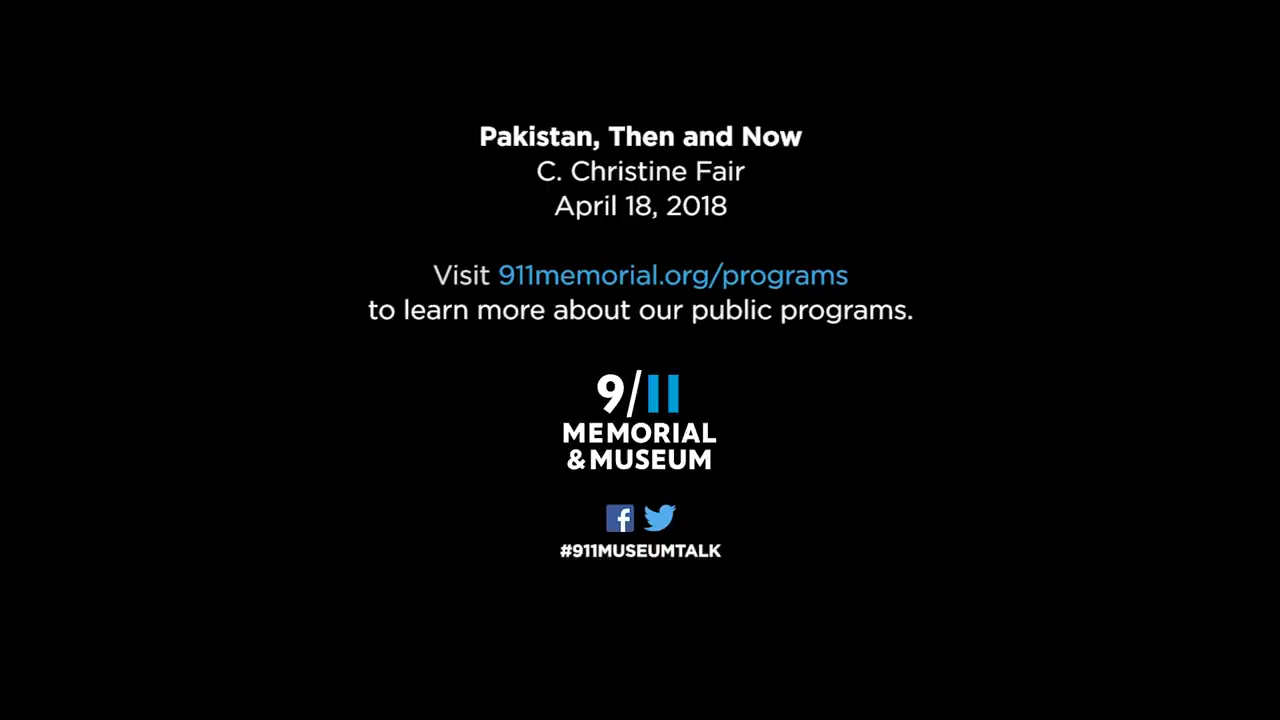 Pakistan, Then and Now
C. Christine Fair
April 18, 2018
Visit 911memorial.org/programs
to learn more about our public programs.
9/11
MEMORIAL
& MUSEUM
f
#911MUSEUMTALK